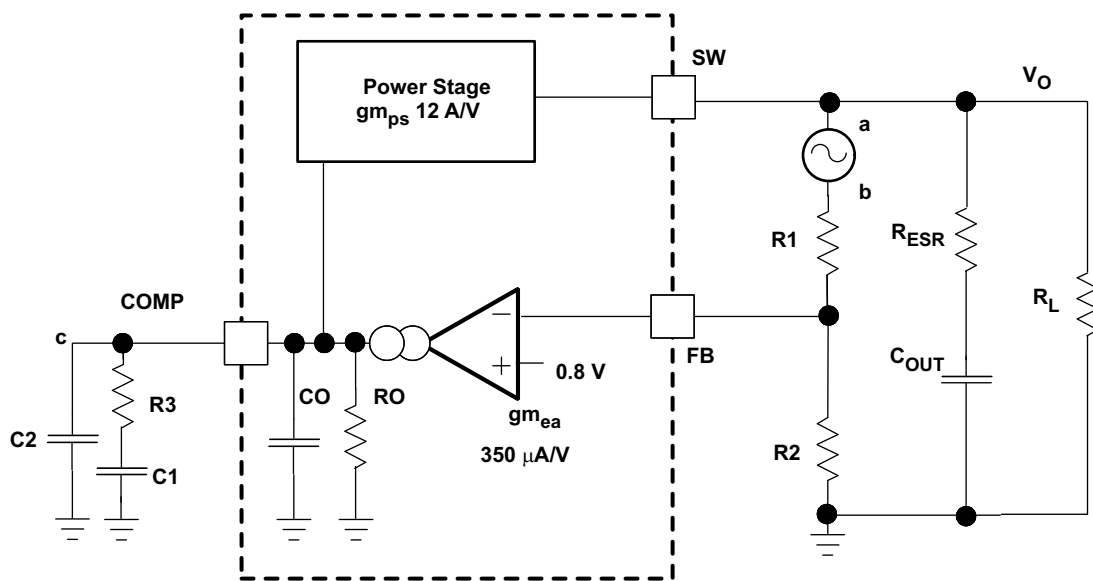 SW
Power Stage
gmps 12 A/V
VO
a
b
R1
RESR
RL
COMP
c
FB
−
+
0.8 V
COUT
R3
CO
RO
gmea
350 μA/V
C2
C1
R2